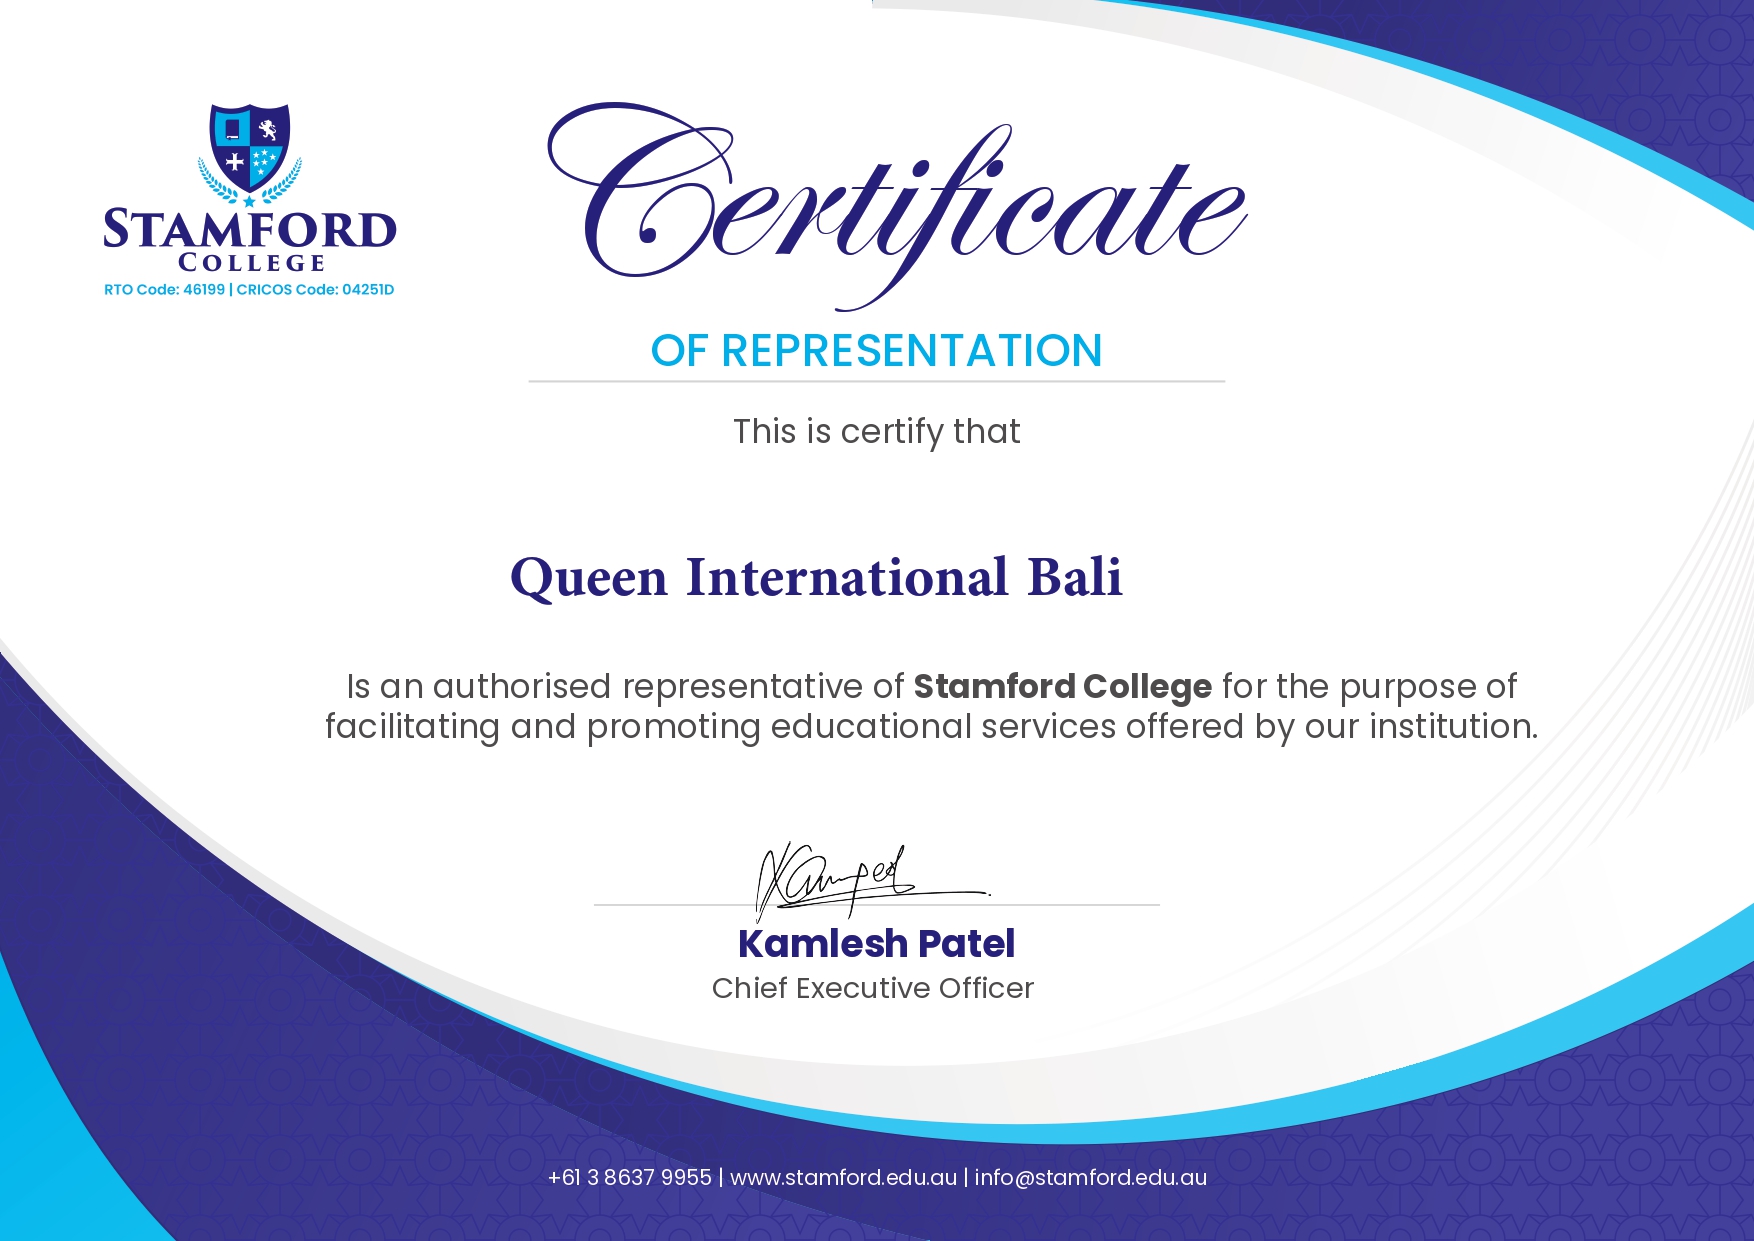 STAMFORD
COLLEGE
RTO Code: 46199 | CRICOS Code: 04251D
Certificate
OF REPRESENTATION
This is certify that
Queen International Bali
Is an authorised representative of Stamford College for the purpose of
facilitating and promoting educational services offered by our institution.
Kamlesh Patel
Chief Executive Officer
+61 3 8637 9955 | www.stamford.edu.au | info@stamford.edu.au